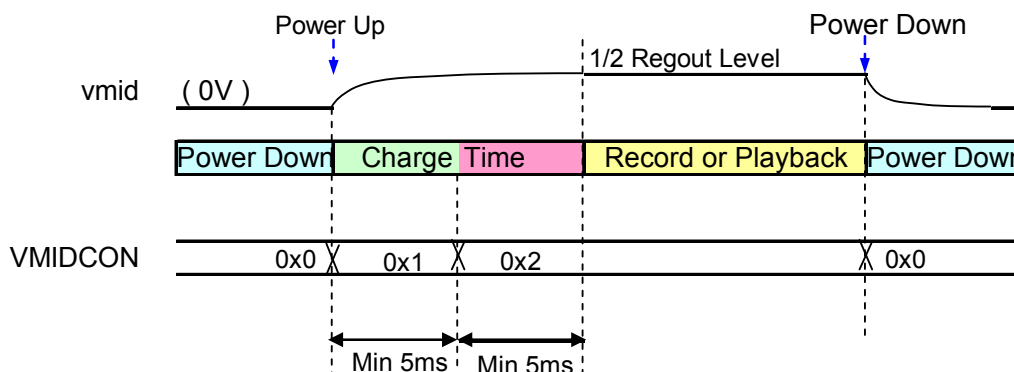 Power Up
Power Down
1/2 Regout Level
vmid
( 0V )
Power Down
Charge Time
Record or Playback
Power Down
VMIDCON
0x0
0x1
0x2
0x0
Min 5ms
Min 5ms